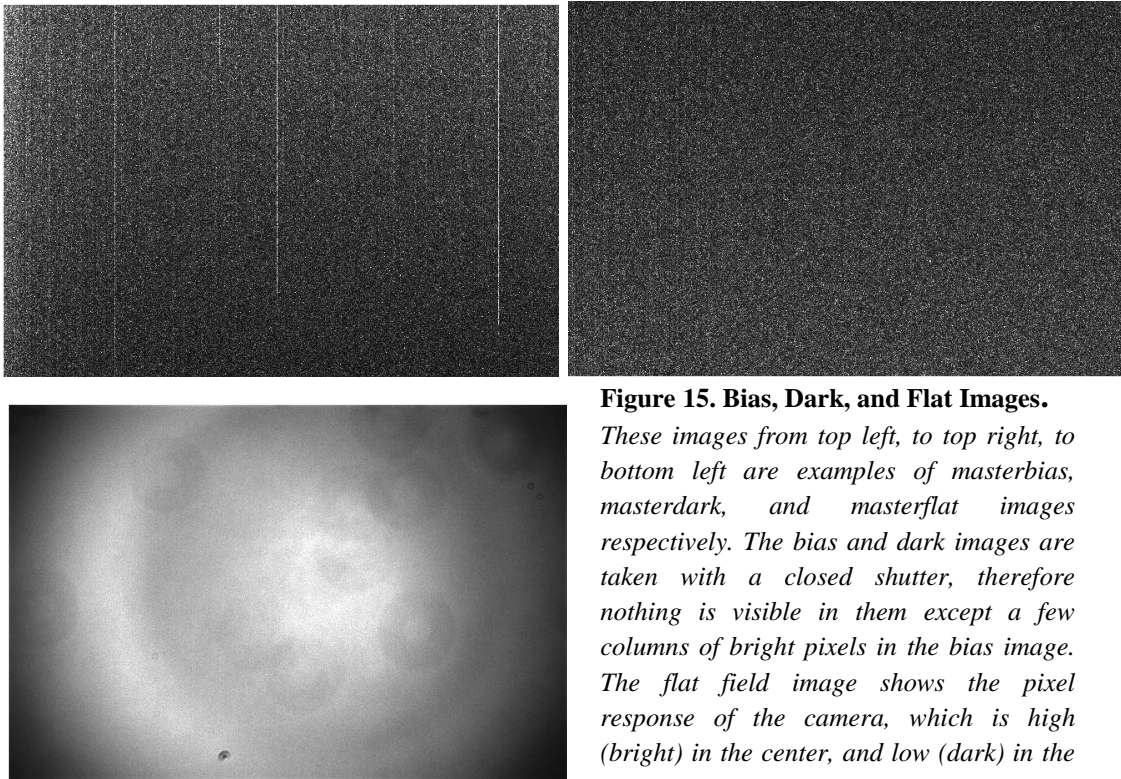 Figure 15. Bias, Dark, and Flat Images.
These images from top left, to top right, to
bottom left are examples of masterbias,
masterdark, and masterflat images
respectively. The bias and dark images are
taken with a closed shutter, therefore
nothing is visible in them except a few
columns of bright pixels in the bias image.
The flat field image shows the pixel
response of the camera, which is high
(bright) in the center, and low (dark) in the